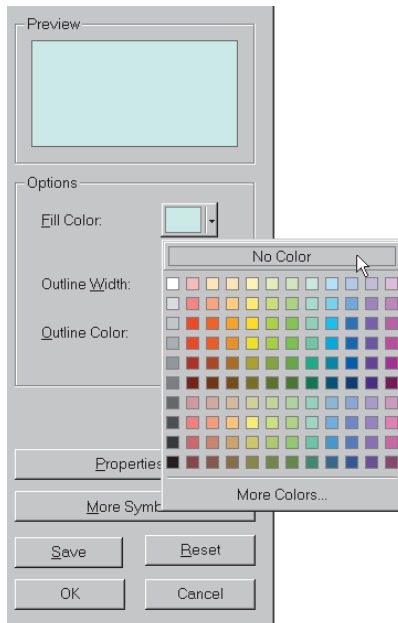 Preview
Options
Fill Color:
No Color
Outline Width:
Outline Color:
Properties
More Colors...
More Symb
Save
Reset
OK
Cancel